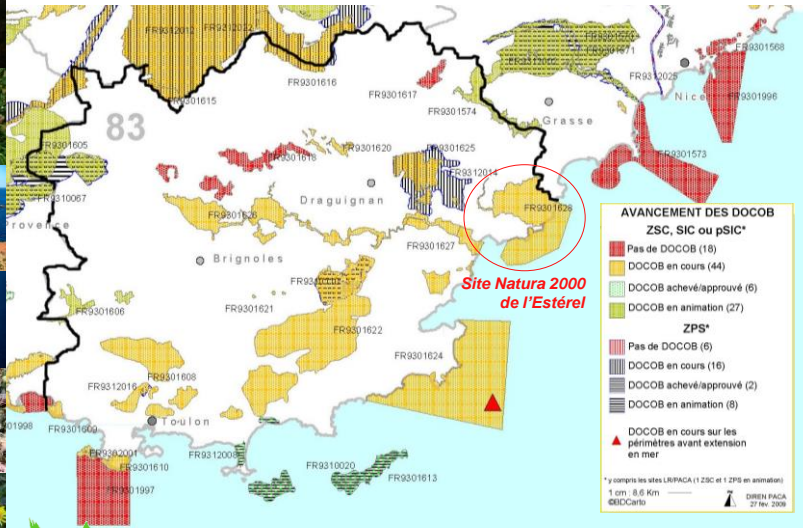 FR9312012
FR9312022
FR9301616
FR9301615
FR9301617
FR9301574
FR9301571
FR9312002
FR9312025
FR9301568
FR9301996
Nice
Grasse
83
FR9301605
FR9310067
Provence
FR9301618
FR9301620
FR9301625
FR9312014
FR9301573
Draguignan
FR9301626
FR9301628
FR9301627
Brignoles
Site Natura 2000
de l'Estérel
FR9301606
FR9301621
FR9301622
FR9301624
FR9301608
FR9312016
Toulon
01998
FR9301609
FR9302001
FR9301610
FR9301997
FR9312008
FR9310020
FR9301613
AVANCEMENT DES DOCOB
ZSC, SIC ou pSIC*
Pas de DOCOB (18)
DOCOB en cours (44)
DOCOB achevé/approuvé (6)
DOCOB en animation (27)
ZPS*
Pas de DOCOB (6)
DOCOB en cours (16)
DOCOB achevé/approuvé (2)
DOCOB en animation (8)
DOCOB en cours sur les
périmètres avant extension
en mer
* y compris les sites LR/PACA (1 ZSC et 1 ZPS en animation)
1 cm : 8,6 Km
©BDCarto
DIREN PACA
27 fev. 2009